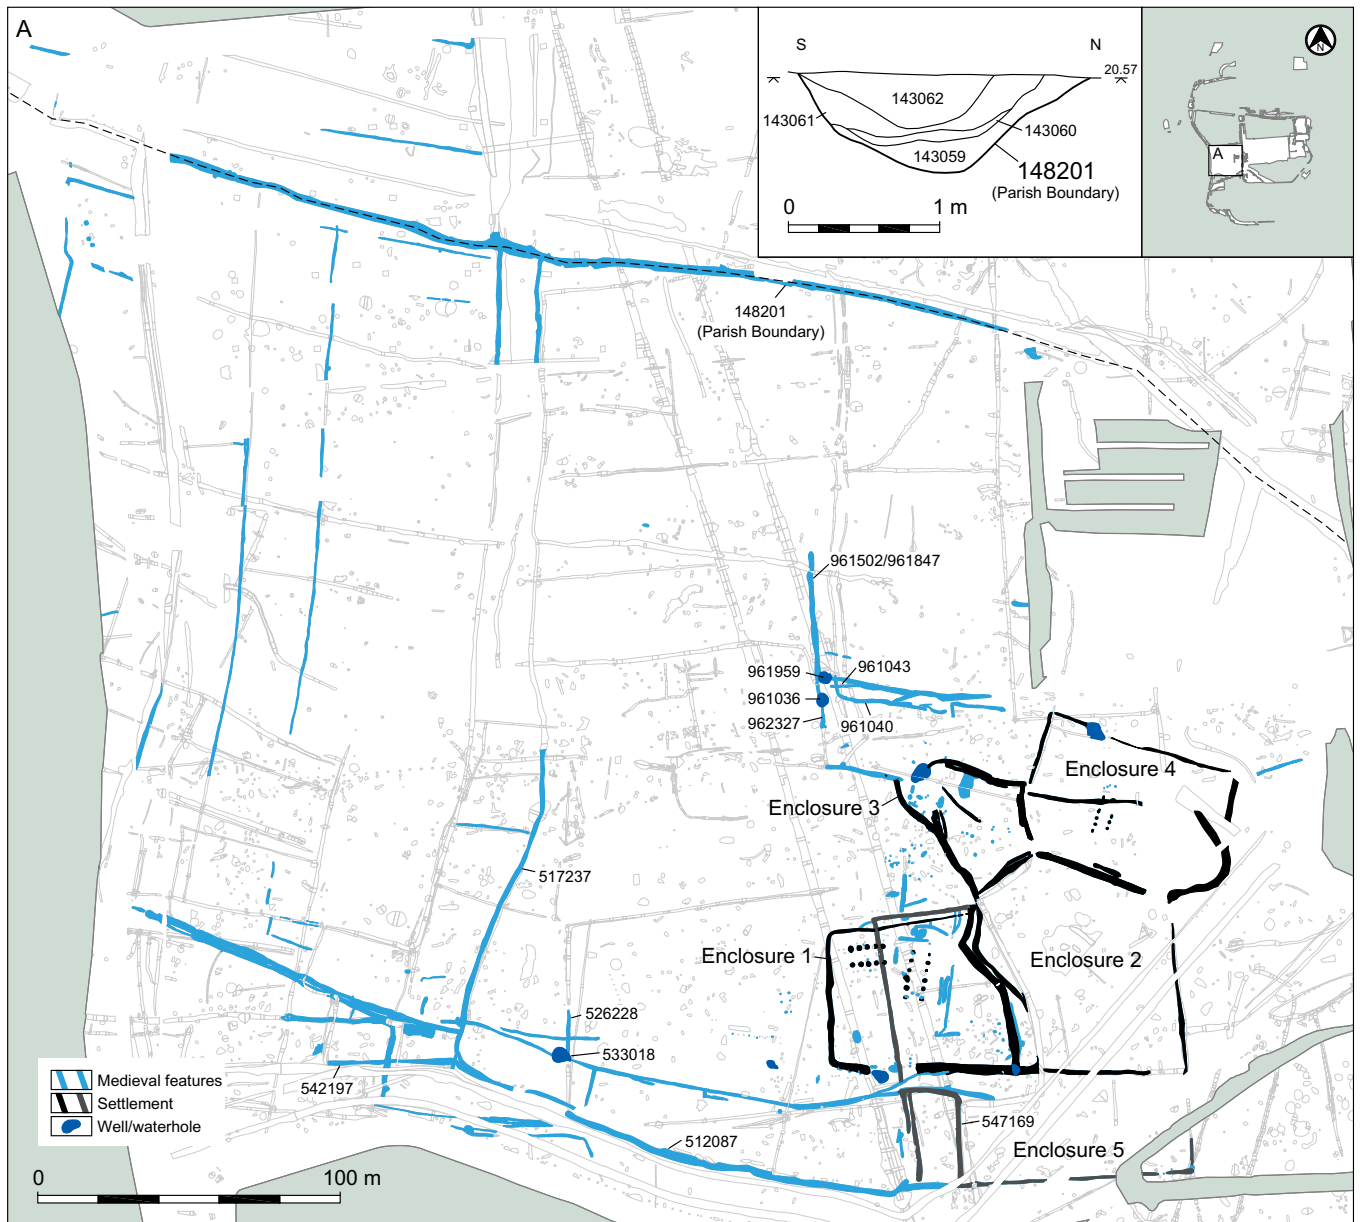 A
S
N
20.57
143062
143061
143060
143059
148201
(Parish Boundary)
0
1 m
N
A
148201
(Parish Boundary)
961502/961847
961959
961043
961036
962327
961040
Enclosure 4
Enclosure 3
517237
Enclosure 1
Enclosure 2
526228
533018
542197
Medieval features
Settlement
Well/waterhole
547169
512087
Enclosure 5
0
100 m